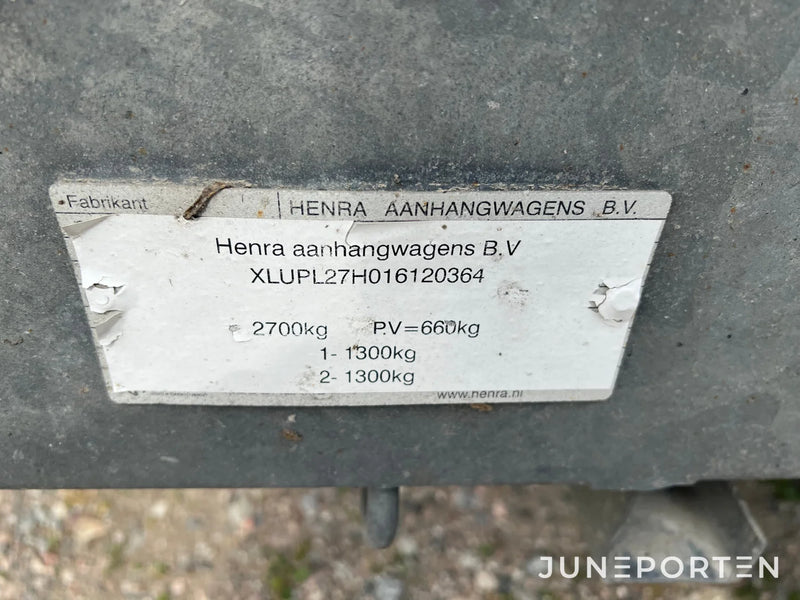 Fabrikant HENRA AANHANGWAGENS B.V.
Henra aanhangwagens B.V
XLUPL27H016120364
2700kg P.V=660kg
1- 1300kg
2- 1300kg
www.henra.nl
JUNEPORTEN